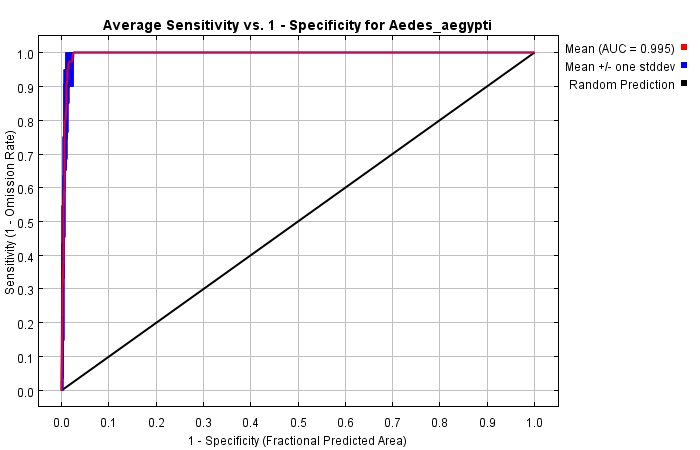 Average Sensitivity vs. 1 - Specificity for Aedes_aegypti
Mean (AUC = 0.995)
Mean +/- one stddev
Random Prediction
Sensitivity (1 - Omission Rate)
1.0
0.9
0.8
0.7
0.6
0.5
0.4
0.3
0.2
0.1
0.0
0.0 0.1 0.2 0.3 0.4 0.5 0.6 0.7 0.8 0.9 1.0
1 - Specificity (Fractional Predicted Area)